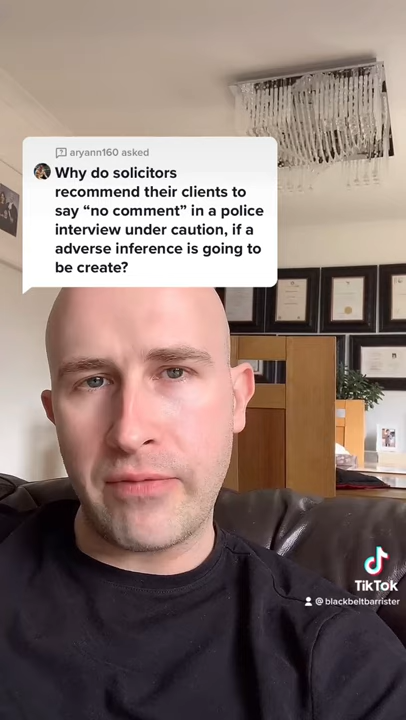 aryann160 asked
Why do solicitors
recommend their clients to
say “no comment” in a police
interview under caution, if a
adverse inference is going to
be create?
TikTok
@blackbeltbarrister